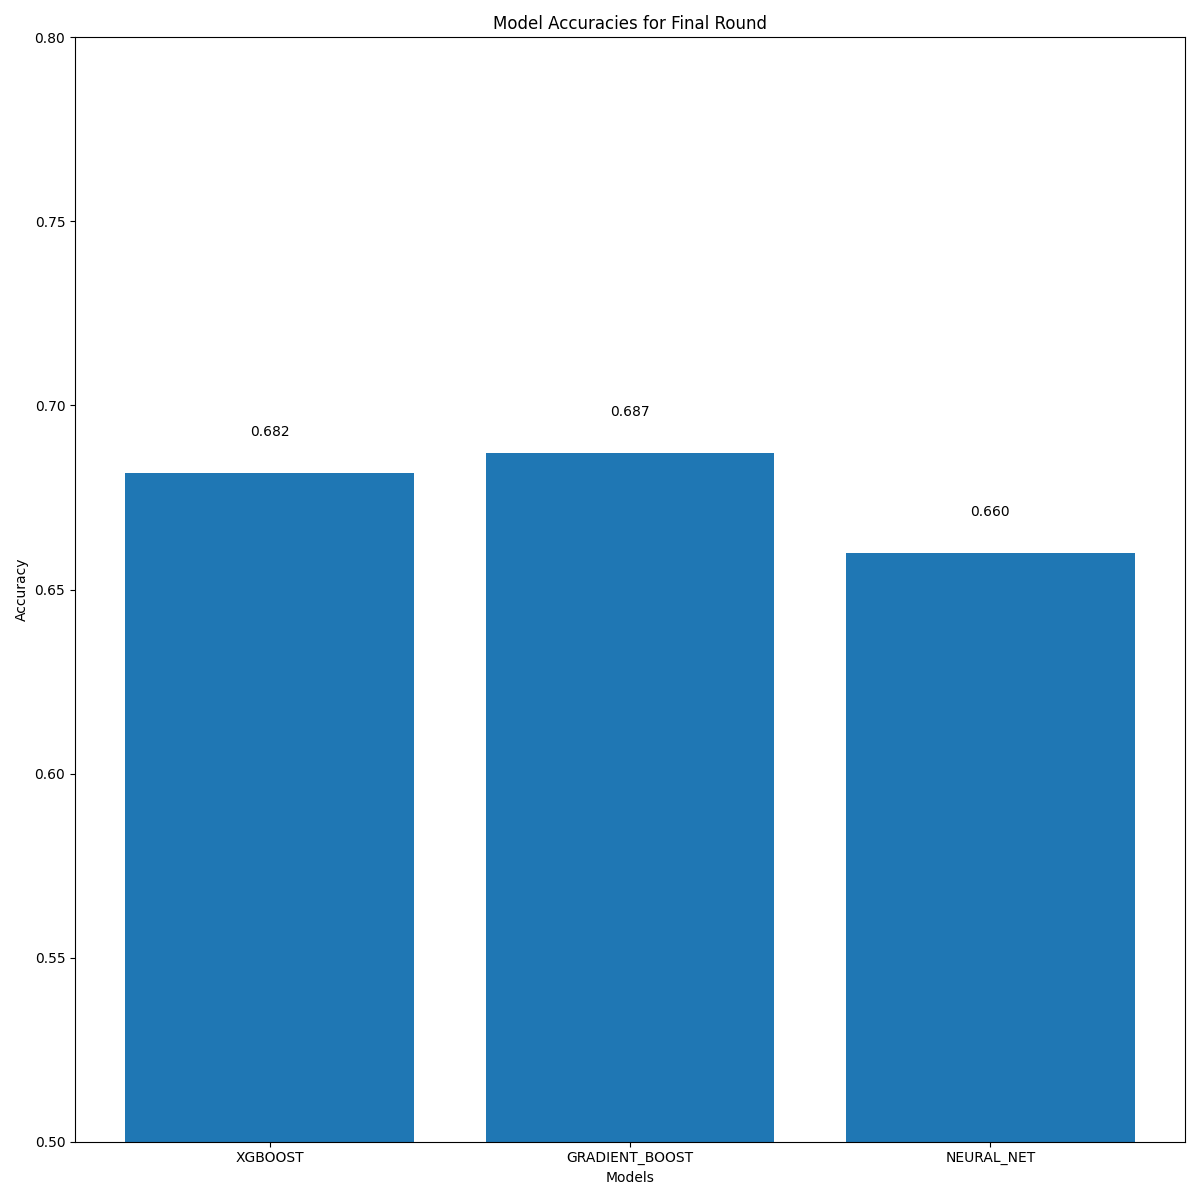 Model Accuracies for Final Round
0.80
0.75
0.70
0.65
0.60
0.55
0.50
Accuracy
0.682
0.687
0.660
XGBOOST
GRADIENT_BOOST
NEURAL_NET
Models